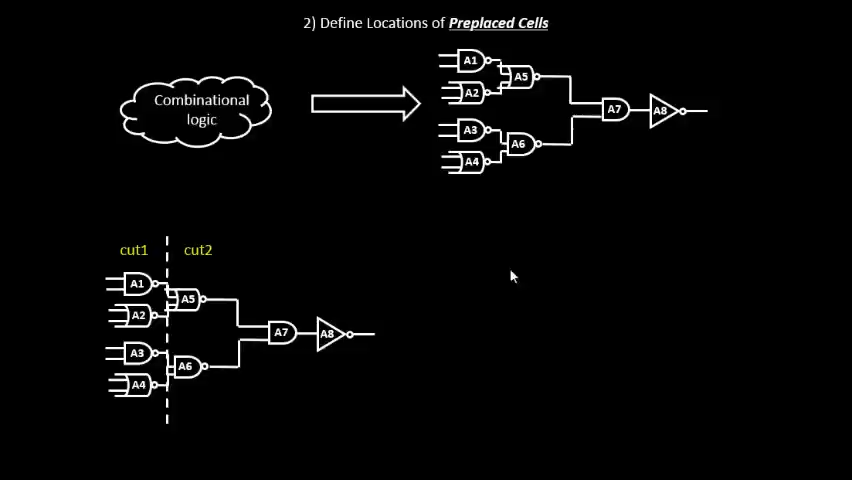 2) Define Locations of Preplaced Cells
Combinational
logic
A1
A2
A3
A4
A5
A6
A7
A8
cut1
cut2
A1
A2
A3
A4
A5
A6
A7
A8